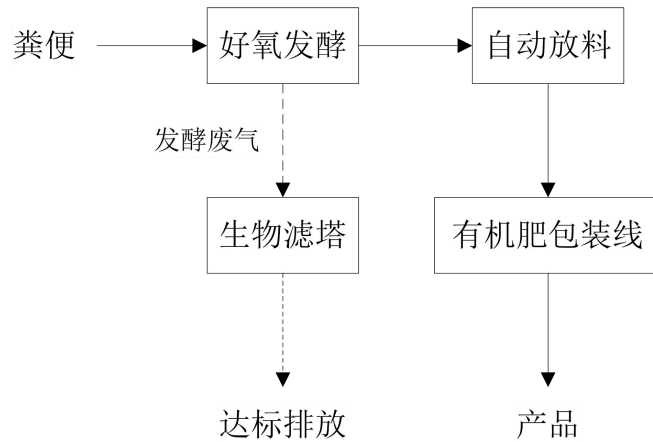 粪便
好氧发酵
自动放料
发酵废气
生物滤塔
有机肥包装线
达标排放
产品